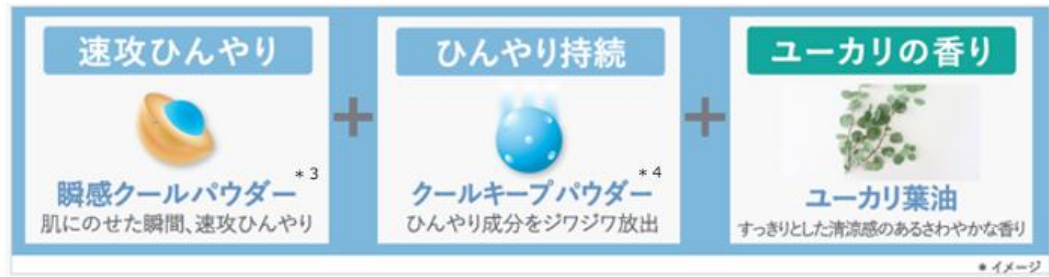 速攻ひんやり
瞬感クールパウダー*3
肌にのせた瞬間、速攻ひんやり
+
ひんやり持続
クールキープパウダー*4
ひんやり成分をジワジワ放出
+
ユーカリの香り
ユーカリ葉油
すっきりとした清涼感のあるさわやかな香り
*イメージ